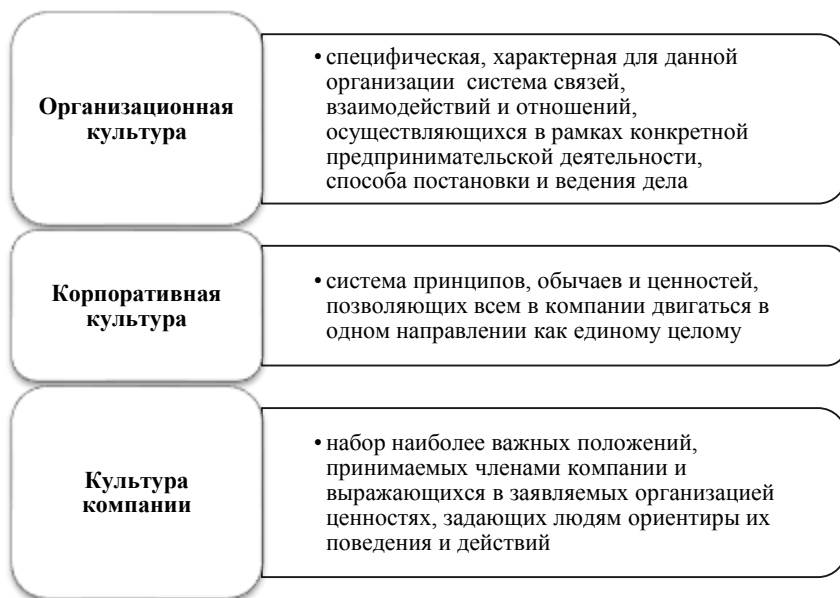 Организационная
культура
• специфическая, характерная для данной
организации система связей,
взаимодействий и отношений,
осуществляющихся в рамках конкретной
предпринимательской деятельности,
способа постановки и ведения дела
Корпоративная
культура
• система принципов, обычаев и ценностей,
позволяющих всем в компании двигаться в
одном направлении как единому целому
Культура
компании
• набор наиболее важных положений,
принимаемых членами компании и
выражающихся в заявляемых организацией
ценностях, задающих людям ориентиры их
поведения и действий